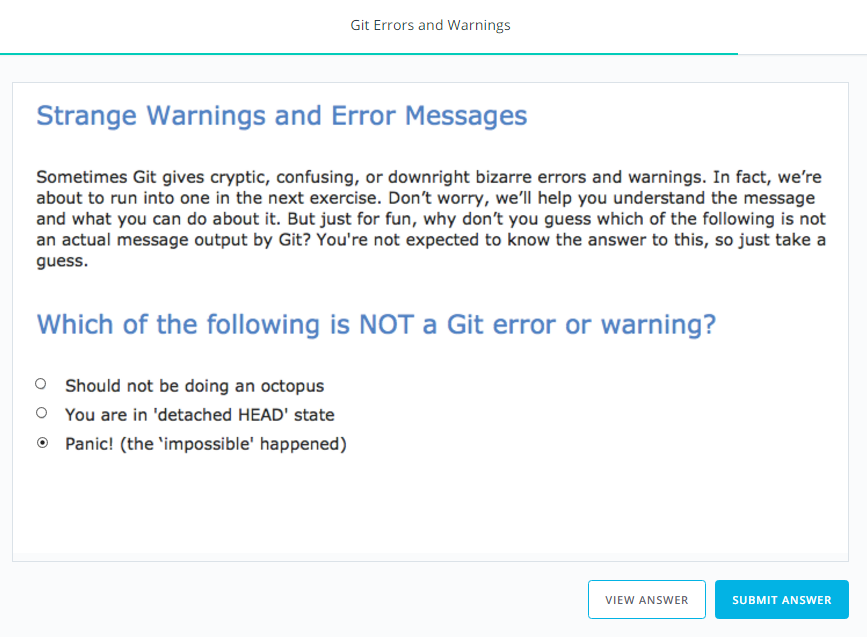 Git Errors and Warnings
Strange Warnings and Error Messages
Sometimes Git gives cryptic, confusing, or downright bizarre errors and warnings. In fact, we’re
about to run into one in the next exercise. Don’t worry, we’ll help you understand the message
and what you can do about it. But just for fun, why don’t you guess which of the following is not
an actual message output by Git? You're not expected to know the answer to this, so just take a
guess.
Which of the following is NOT a Git error or warning?
Should not be doing an octopus
You are in 'detached HEAD' state
Panic! (the ‘impossible' happened)
VIEW ANSWER
SUBMIT ANSWER